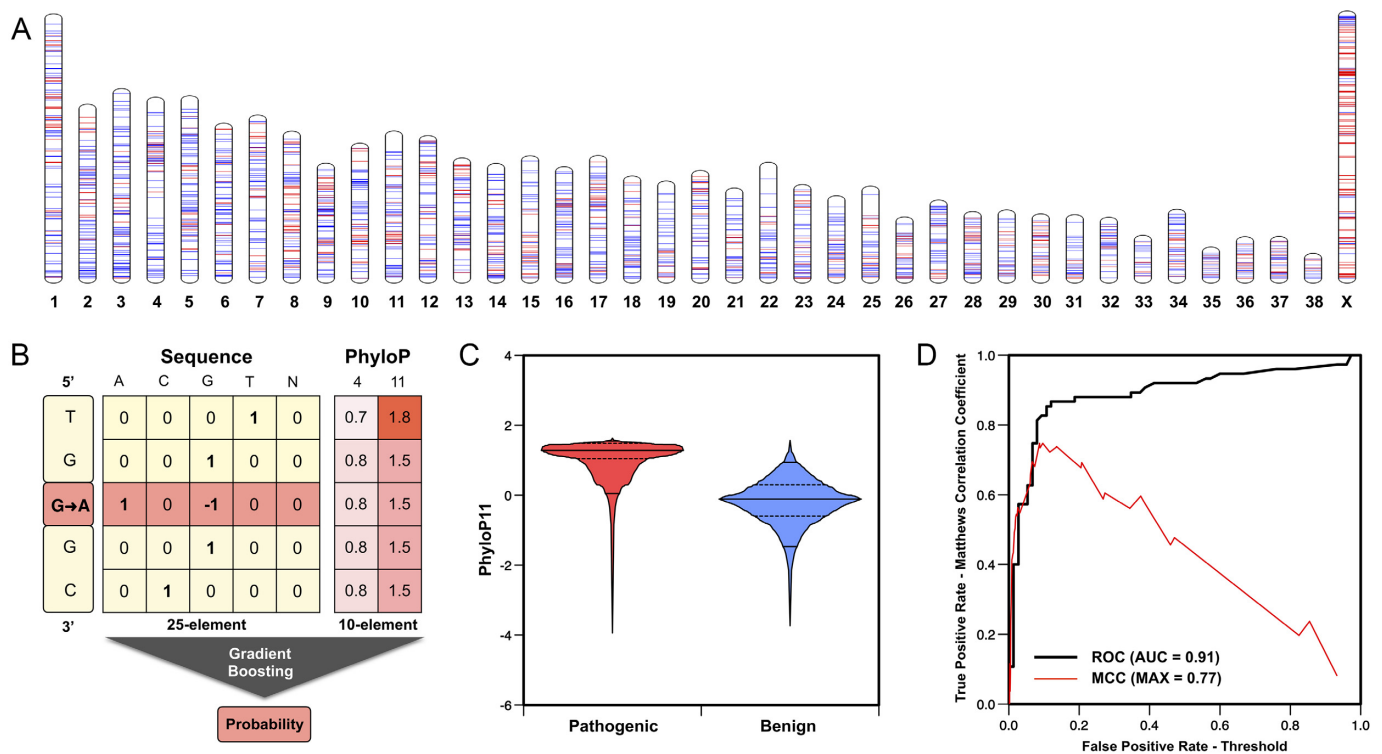 A
1 2 3 4 5 6 7 8 9 10 11 12 13 14 15 16 17 18 19 20 21 22 23 24 25 26 27 28 29 30 31 32 33 34 35 36 37 38 X
B
Sequence PhyloP
5’ A C G T N 4 11
T 0 0 0 1 0 0.7 1.8
G 0 0 1 0 0 0.8 1.5
G→A 1 0 -1 0 0 0.8 1.5
G 0 0 1 0 0 0.8 1.5
C 0 1 0 0 0 0.8 1.5
3’ 25-element 10-element
Gradient
Boosting
Probability
C
PhyloP11
4
2
0
-2
-4
-6
Pathogenic Benign
D
True Positive Rate - Matthews Correlation Coefficient
1.0
0.8
0.6
0.4
0.2
0.0
ROC (AUC = 0.91)
MCC (MAX = 0.77)
0.0 0.2 0.4 0.6 0.8 1.0
False Positive Rate - Threshold